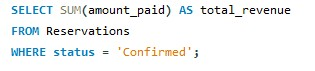 SELECT SUM(amount_paid) AS total_revenue
FROM Reservations
WHERE status = 'Confirmed';